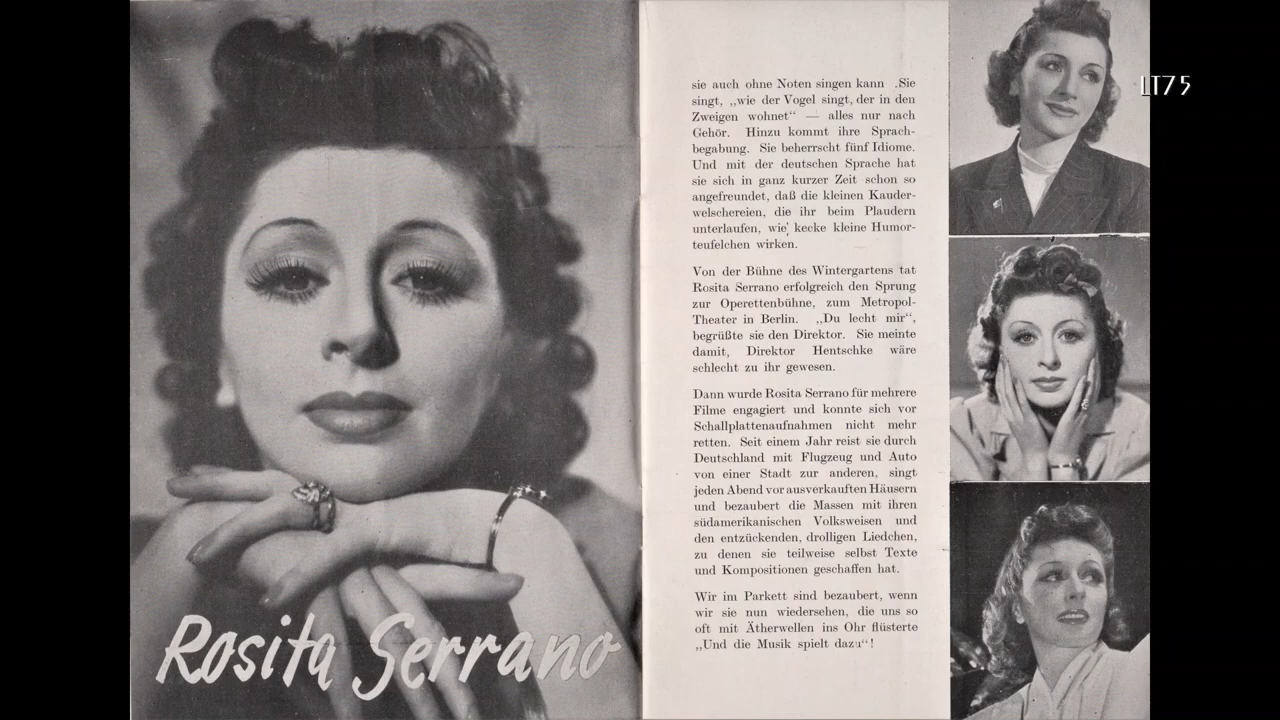 Rosita Serrano
sie auch ohne Noten singen kann .Sie
singt, „wie der Vogel singt, der in den
Zweigen wohnet“ — alles nur nach
Gehör. Hinzu kommt ihre Sprach-
begabung. Sie beherrscht fünf Idiome.
Und mit der deutschen Sprache hat
sie sich in ganz kurzer Zeit schon so
angefreundet, daß die kleinen Kauder-
welschereien, die ihr beim Plaudern
unterlaufen, wie kecke kleine Humor-
teufelchen wirken.
Von der Bühne des Wintergartens tat
Rosita Serrano erfolgreich den Sprung
zur Operettenbühne, zum Metropol-
Theater in Berlin. „Du lecht mir“,
begrüßte sie den Direktor. Sie meinte
damit, Direktor Hentschke wäre
schlecht zu ihr gewesen.
Dann wurde Rosita Serrano für mehrere
Filme engagiert und konnte sich vor
Schallplattenaufnahmen nicht mehr
retten. Seit einem Jahr reist sie durch
Deutschland mit Flugzeug und Auto
von einer Stadt zur anderen, singt
jeden Abend vor ausverkauften Häusern
und bezaubert die Massen mit ihren
südamerikanischen Volksweisen und
den entzückenden, drolligen Liedchen,
zu denen sie teilweise selbst Texte
und Kompositionen geschaffen hat.
Wir im Parkett sind bezaubert, wenn
wir sie nun wiedersehen, die uns so
oft mit Ätherwellen ins Ohr flüsterte
„Und die Musik spielt dazu“!
LT75